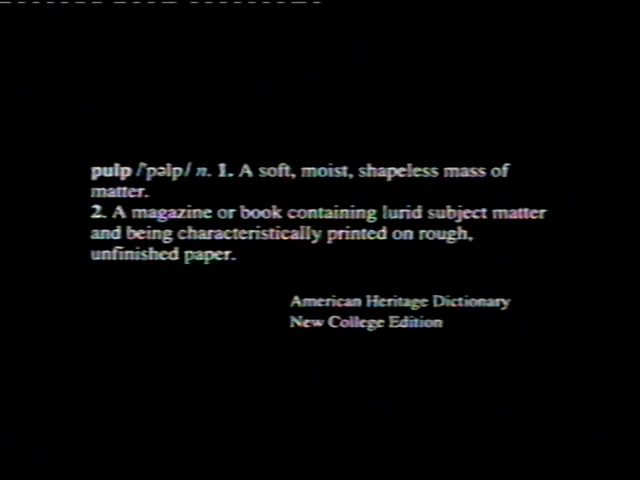 pulp /'pəlp/ n. 1. A soft, moist, shapeless mass of
matter.
2. A magazine or book containing lurid subject matter
and being characteristically printed on rough,
unfinished paper.
American Heritage Dictionary
New College Edition